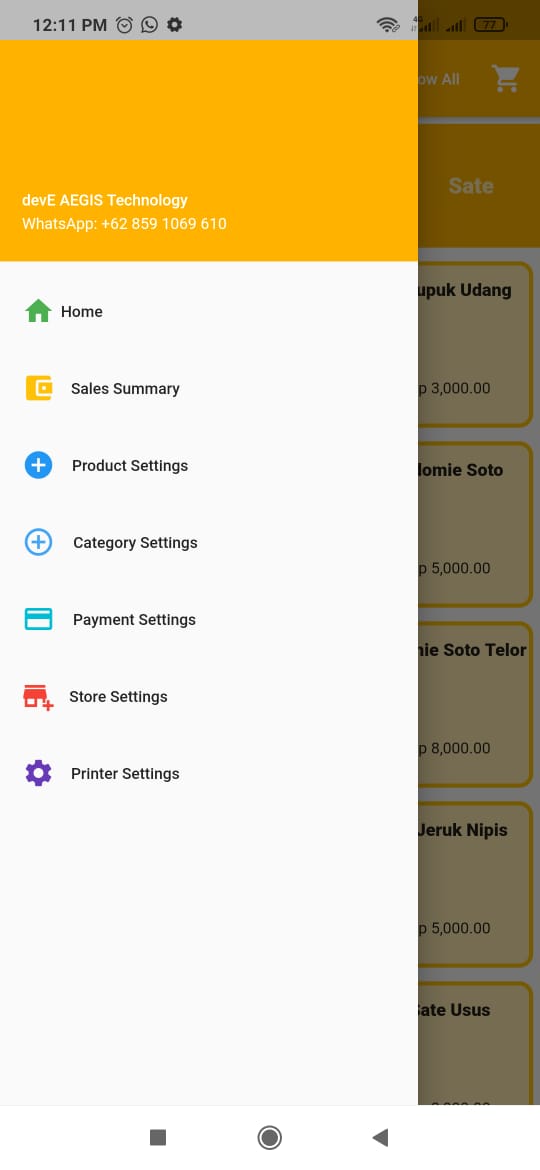 12:11 PM
4G
77
ow All
Sate
devE AEGIS Technology
WhatsApp: +62 859 1069 610
Home
Sales Summary
Product Settings
Category Settings
Payment Settings
Store Settings
Printer Settings
upuk Udang
p 3,000.00
domie Soto
p 5,000.00
nie Soto Telor
p 8,000.00
Jeruk Nipis
p 5,000.00
Sate Usus